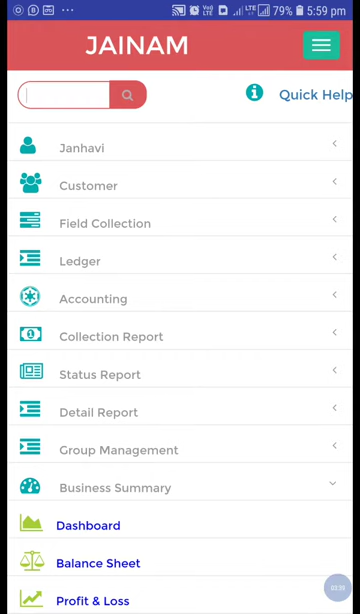 79% 5:59 pm
JAINAM
Quick Help
Janhavi
Customer
Field Collection
Ledger
Accounting
Collection Report
Status Report
Detail Report
Group Management
Business Summary
Dashboard
Balance Sheet
Profit & Loss